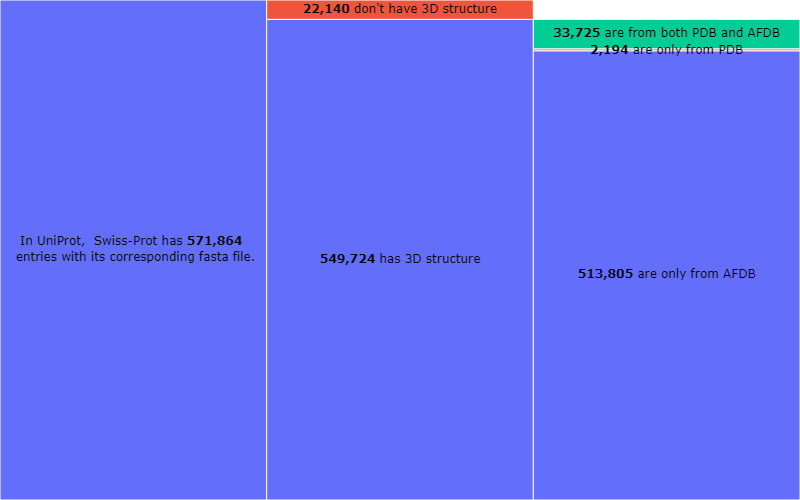 22,140 don't have 3D structure
33,725 are from both PDB and AFDB
2,194 are only from PDB
In UniProt,  Swiss-Prot has 571,864
entries with its corresponding fasta file.
549,724 has 3D structure
513,805 are only from AFDB